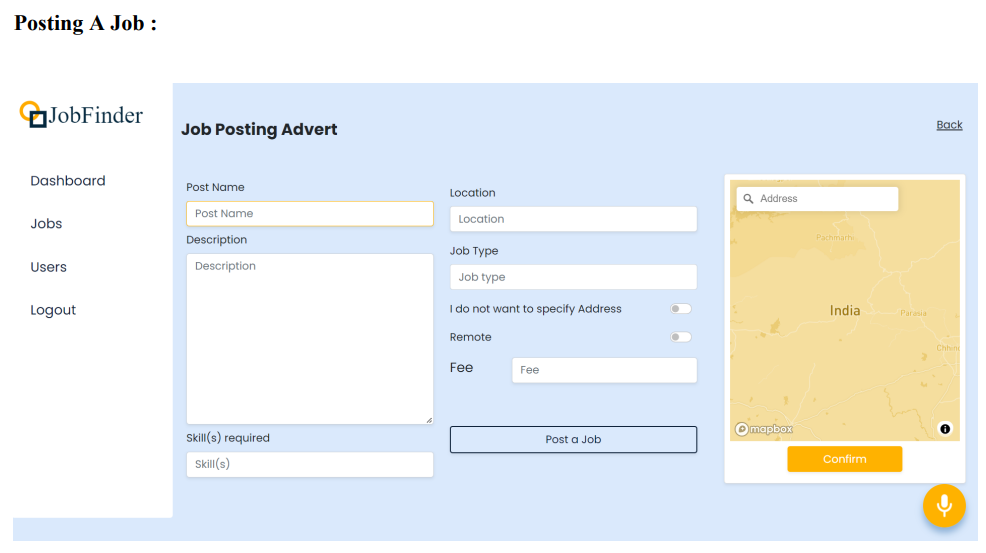 Posting A Job :
JobFinder
Job Posting Advert
Back
Dashboard
Jobs
Users
Logout
Post Name
Post Name
Description
Description
Skill(s) required
Skill(s)
Location
Location
Job Type
Job type
I do not want to specify Address
Remote
Fee
Fee
Post a Job
Address
Pachmarhi
India
Parasia
Chhind
mapbox
Confirm